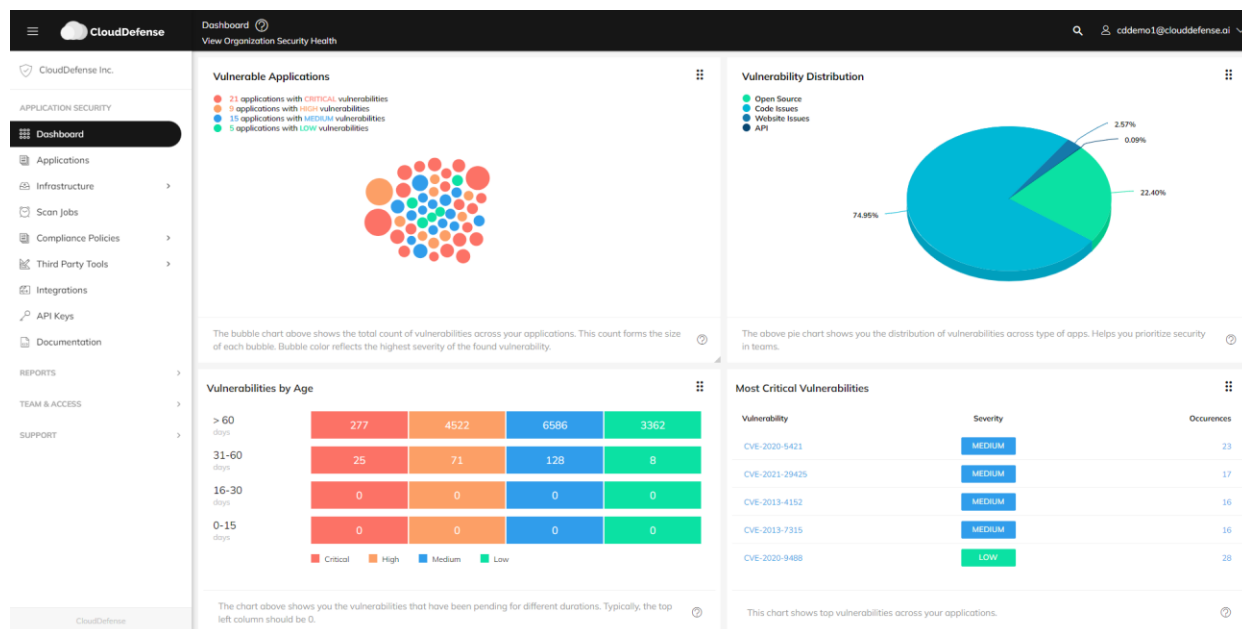 CloudDefense
Dashboard
View Organization Security Health
cddemo1@clouddefense.ai
CloudDefense Inc.
APPLICATION SECURITY
Dashboard
Applications
Infrastructure
Scan Jobs
Compliance Policies
Third Party Tools
Integrations
API Keys
Documentation
REPORTS
TEAM & ACCESS
SUPPORT
CloudDefense
Vulnerable Applications
21 applications with CRITICAL vulnerabilities
9 applications with HIGH vulnerabilities
15 applications with MEDIUM vulnerabilities
5 applications with LOW vulnerabilities
The bubble chart above shows the total count of vulnerabilities across your applications. This count forms the size
of each bubble. Bubble color reflects the highest severity of the found vulnerability.
Vulnerability Distribution
Open Source
Code Issues
Website Issues
API
2.57%
0.09%
22.40%
74.95%
The above pie chart shows you the distribution of vulnerabilities across type of apps. Helps you prioritize security
in teams.
Vulnerabilities by Age
> 60 277 4522 6586 3362
days
31-60 25 71 128 8
days
16-30 0 0 0 0
days
0-15 0 0 0 0
days
Critical High Medium Low
The chart above shows you the vulnerabilities that have been pending for different durations. Typically, the top
left column should be 0.
Most Critical Vulnerabilities
Vulnerability Severity Occurences
CVE-2020-5421 MEDIUM 23
CVE-2021-29425 MEDIUM 17
CVE-2013-4152 MEDIUM 16
CVE-2013-7315 MEDIUM 16
CVE-2020-9488 LOW 28
This chart shows top vulnerabilities across your applications.